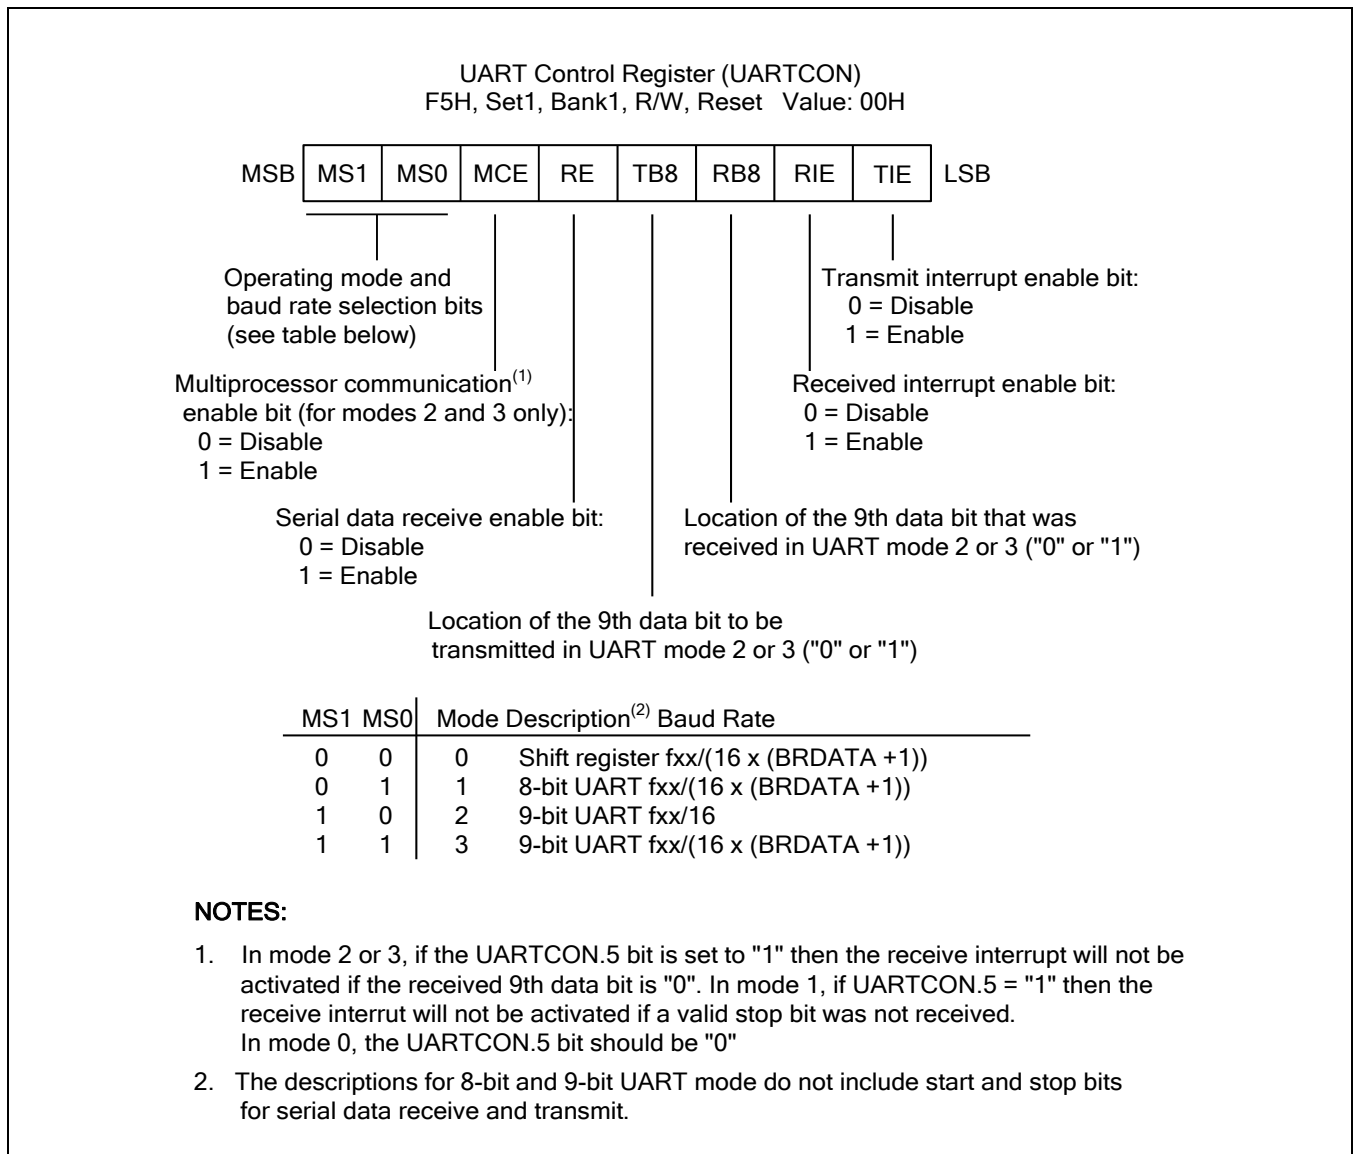 UART Control Register (UARTCON)
F5H, Set1, Bank1, R/W, Reset Value: 00H
MSB MS1 MS0 MCE RE TB8 RB8 RIE TIE LSB
Operating mode and
baud rate selection bits
(see table below)
Transmit interrupt enable bit:
0 = Disable
1 = Enable
Multiprocessor communication(1)
enable bit (for modes 2 and 3 only):
0 = Disable
1 = Enable
Received interrupt enable bit:
0 = Disable
1 = Enable
Serial data receive enable bit:
0 = Disable
1 = Enable
Location of the 9th data bit that was
received in UART mode 2 or 3 ("0" or "1")
Location of the 9th data bit to be
transmitted in UART mode 2 or 3 ("0" or "1")
MS1 MS0 Mode Description(2) Baud Rate
0 0 0 Shift register fxx/(16 x (BRDATA +1))
0 1 1 8-bit UART fxx/(16 x (BRDATA +1))
1 0 2 9-bit UART fxx/16
1 1 3 9-bit UART fxx/(16 x (BRDATA +1))
NOTES:
1. In mode 2 or 3, if the UARTCON.5 bit is set to "1" then the receive interrupt will not be
activated if the received 9th data bit is "0". In mode 1, if UARTCON.5 = "1" then the
receive interrut will not be activated if a valid stop bit was not received.
In mode 0, the UARTCON.5 bit should be "0"
2. The descriptions for 8-bit and 9-bit UART mode do not include start and stop bits
for serial data receive and transmit.